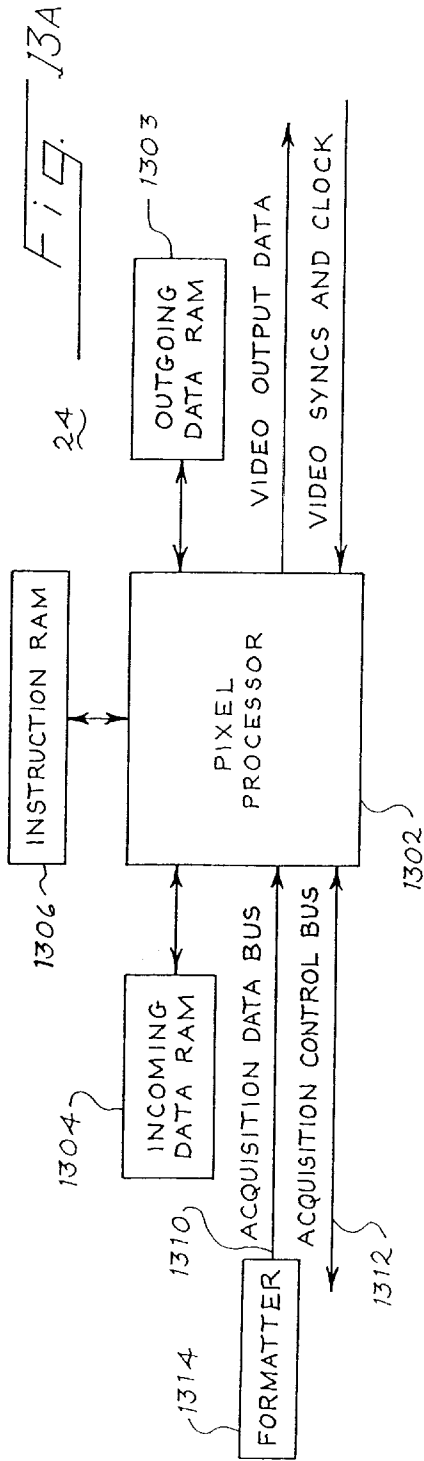 Fig. 13A
24
INSTRUCTION RAM
1306
INCOMING
DATA RAM
1304
OUTGOING
DATA RAM
1303
PIXEL
PROCESSOR
1302
FORMATTER
1314
1310
ACQUISITION DATA BUS
ACQUISITION CONTROL BUS
1312
VIDEO OUTPUT DATA
VIDEO SYNCS AND CLOCK